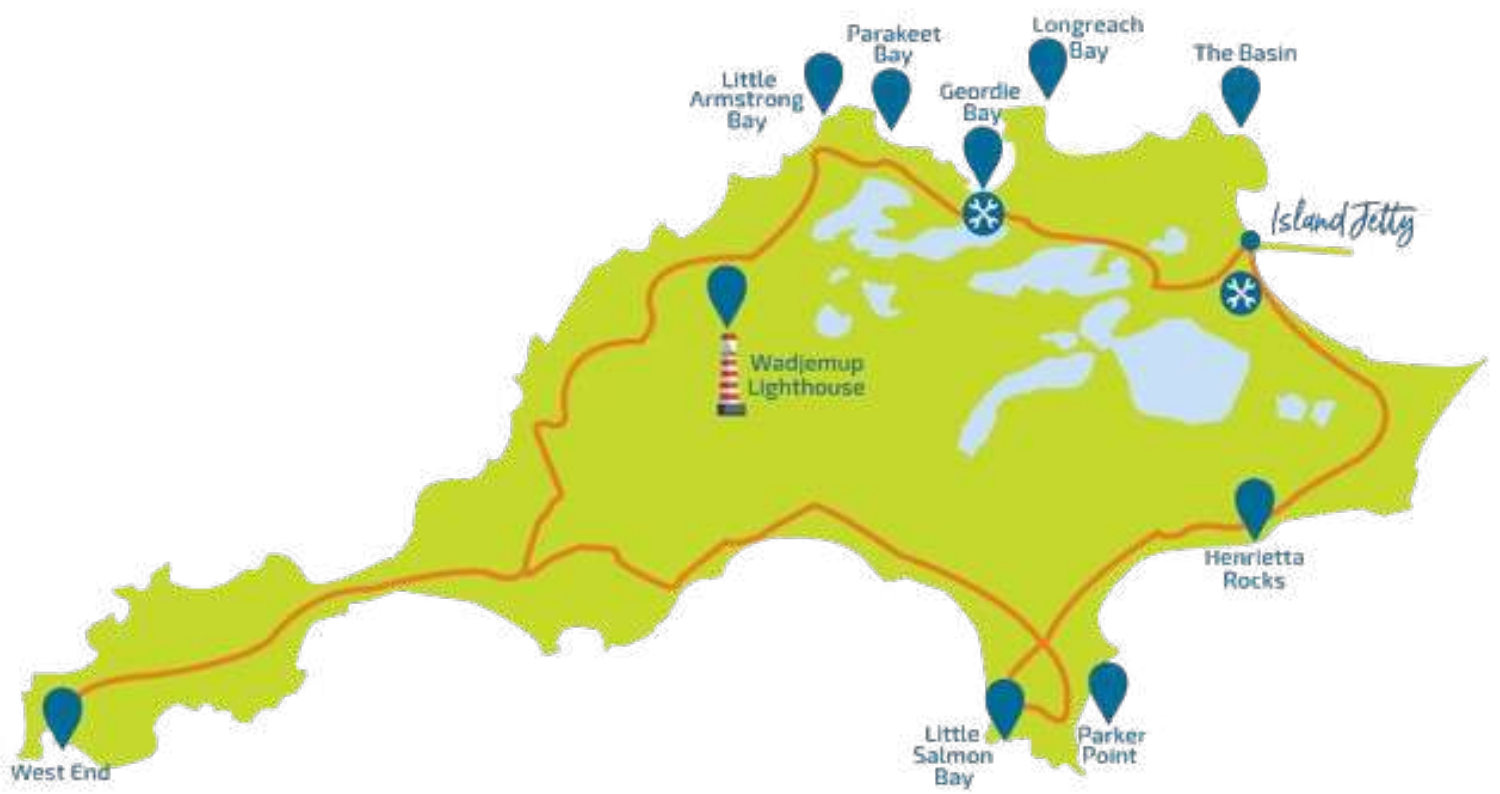 Longreach
Bay
Parakeet
Bay
The Basin
Little
Armstrong
Bay
Geordie
Bay
Island Jetty
Wadjemup
Lighthouse
Henrietta
Rocks
Little
Salmon
Bay
Parker
Point
West End